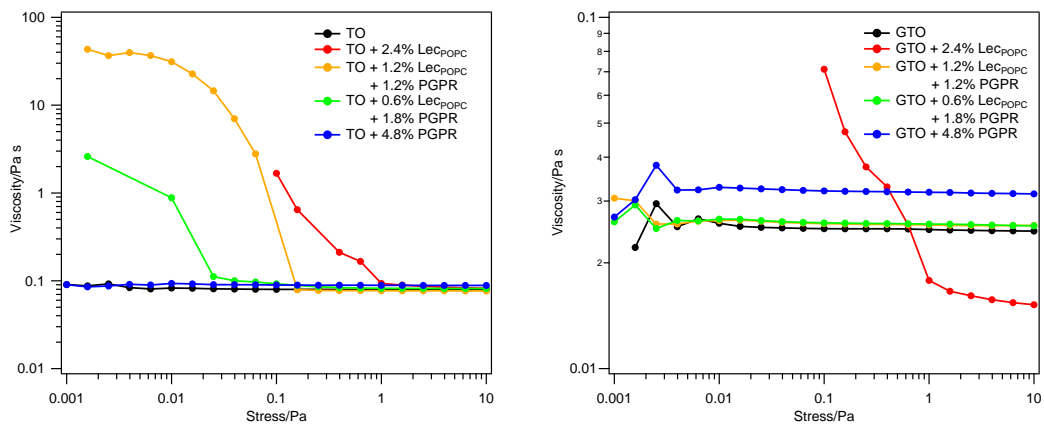 100
10
1
0.1
0.01
Viscosity/Pa s
0.001
0.01
0.1
1
10
Stress/Pa
TO
TO + 2.4% LecPOPC
TO + 1.2% LecPOPC
+ 1.2% PGPR
TO + 0.6% LecPOPC
+ 1.8% PGPR
TO + 4.8% PGPR
0.1
9
8
7
6
5
4
3
2
0.01
Viscosity/Pa s
0.001
0.01
0.1
1
10
Stress/Pa
GTO
GTO + 2.4% LecPOPC
GTO + 1.2% LecPOPC
+ 1.2% PGPR
GTO + 0.6% LecPOPC
+ 1.8% PGPR
GTO + 4.8% PGPR